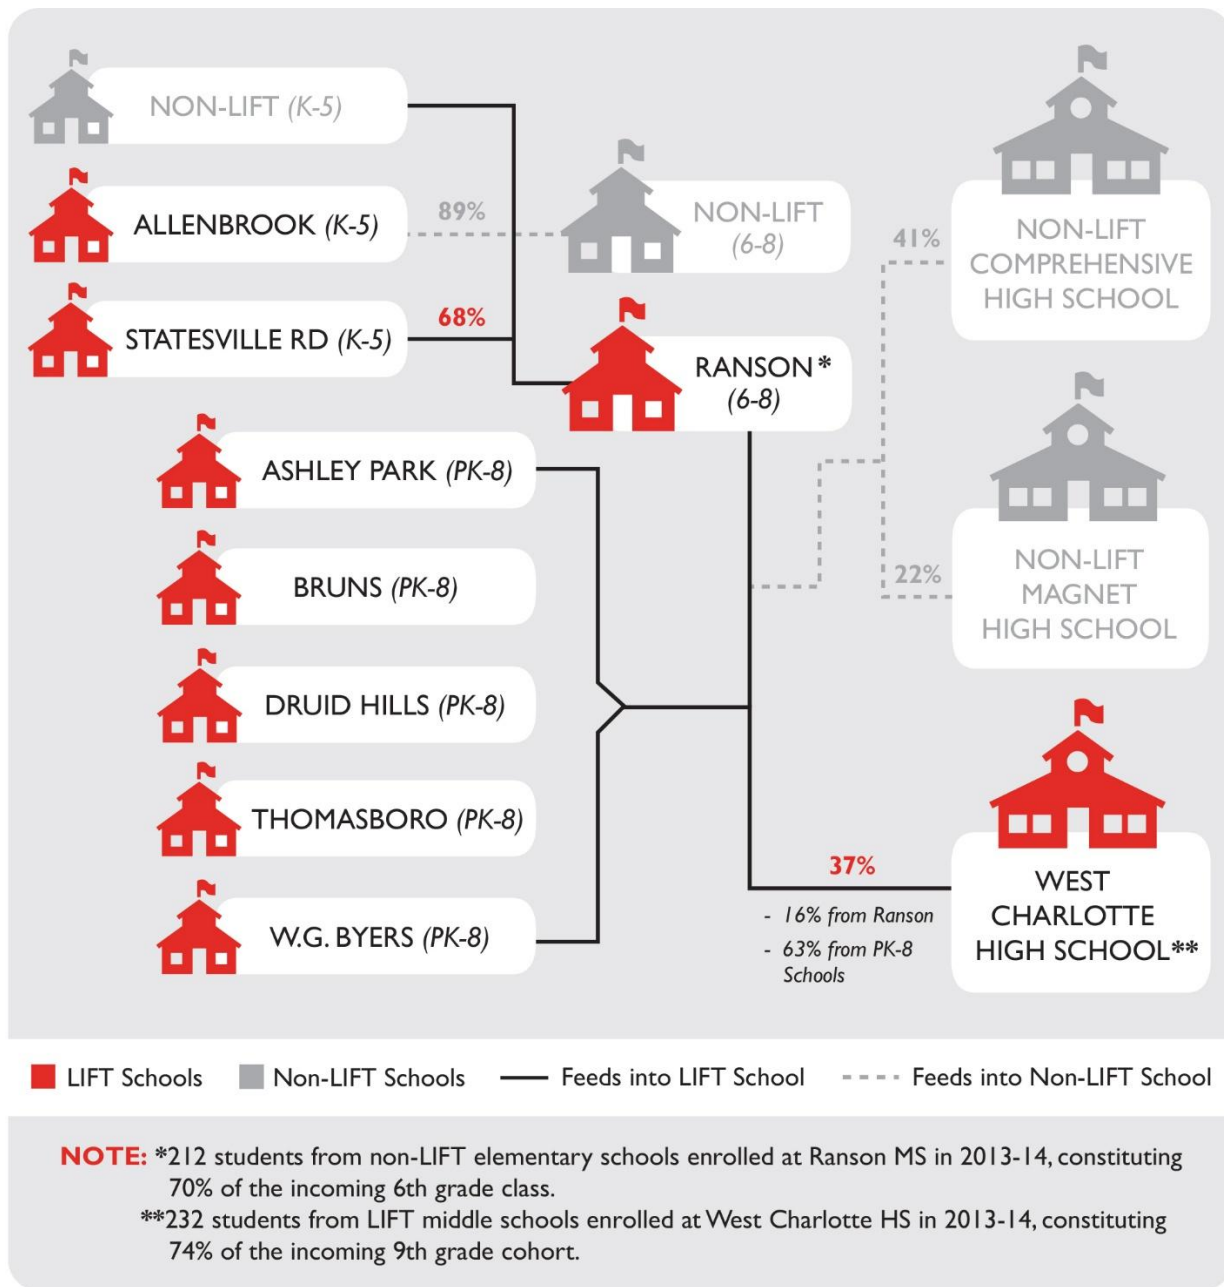 NON-LIFT (K-5)
ALLENBROOK (K-5)
89%
NON-LIFT
(6-8)
STATESVILLE RD (K-5)
68%
RANSON*
(6-8)
ASHLEY PARK (PK-8)
BRUNS (PK-8)
DRUID HILLS (PK-8)
THOMASBORO (PK-8)
W.G. BYERS (PK-8)
41%
NON-LIFT
COMPREHENSIVE
HIGH SCHOOL
22%
NON-LIFT
MAGNET
HIGH SCHOOL
37%
- 16% from Ranson
- 63% from PK-8
Schools
WEST
CHARLOTTE
HIGH SCHOOL**
LIFT Schools
Non-LIFT Schools
Feeds into LIFT School
Feeds into Non-LIFT School
NOTE: *212 students from non-LIFT elementary schools enrolled at Ranson MS in 2013-14, constituting
70% of the incoming 6th grade class.
**232 students from LIFT middle schools enrolled at West Charlotte HS in 2013-14, constituting
74% of the incoming 9th grade cohort.